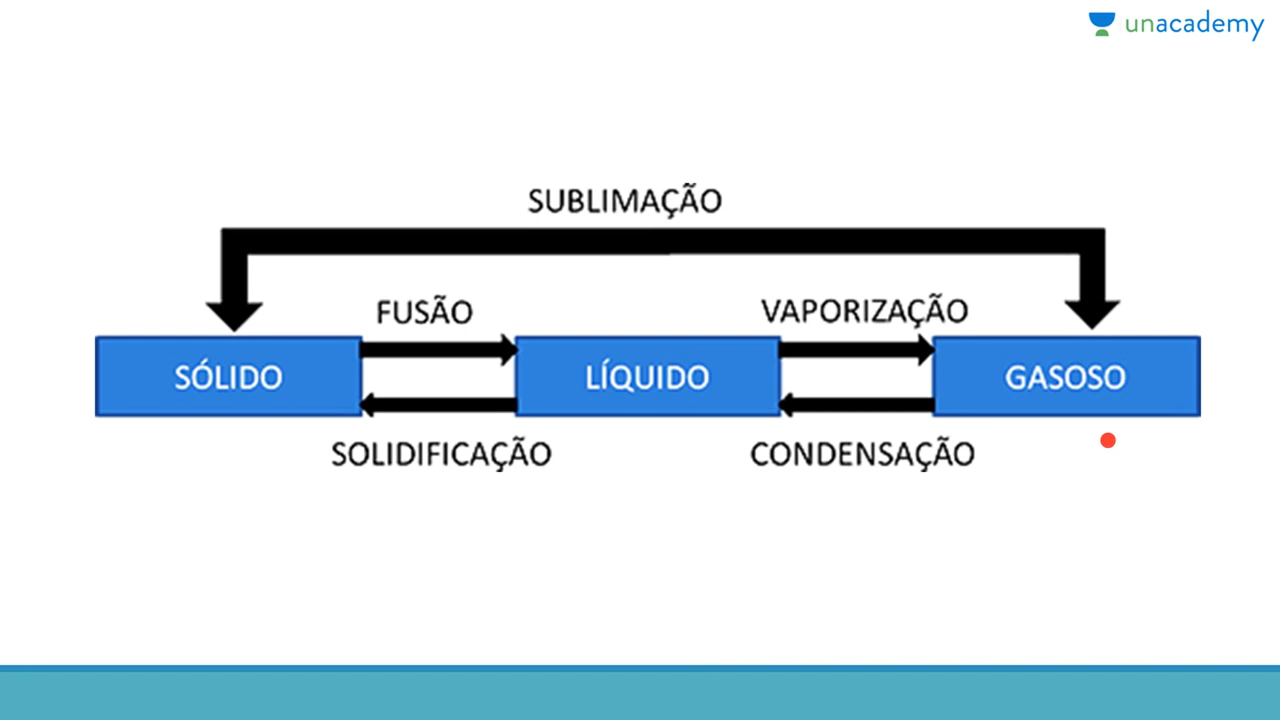 unacademy
SUBLIMAÇÃO
FUSÃO
VAPORIZAÇÃO
SÓLIDO
LÍQUIDO
GASOSO
SOLIDIFICAÇÃO
CONDENSAÇÃO